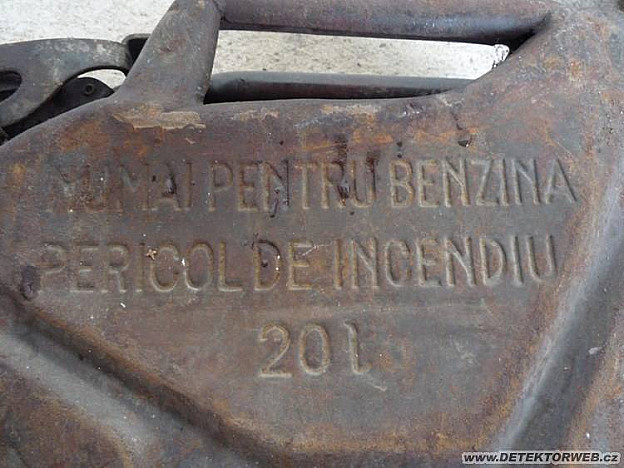 NUMAI PENTRU BENZINA
PERICOL DE INCENDIU
20 l
www.DETEKTORWEB.cz